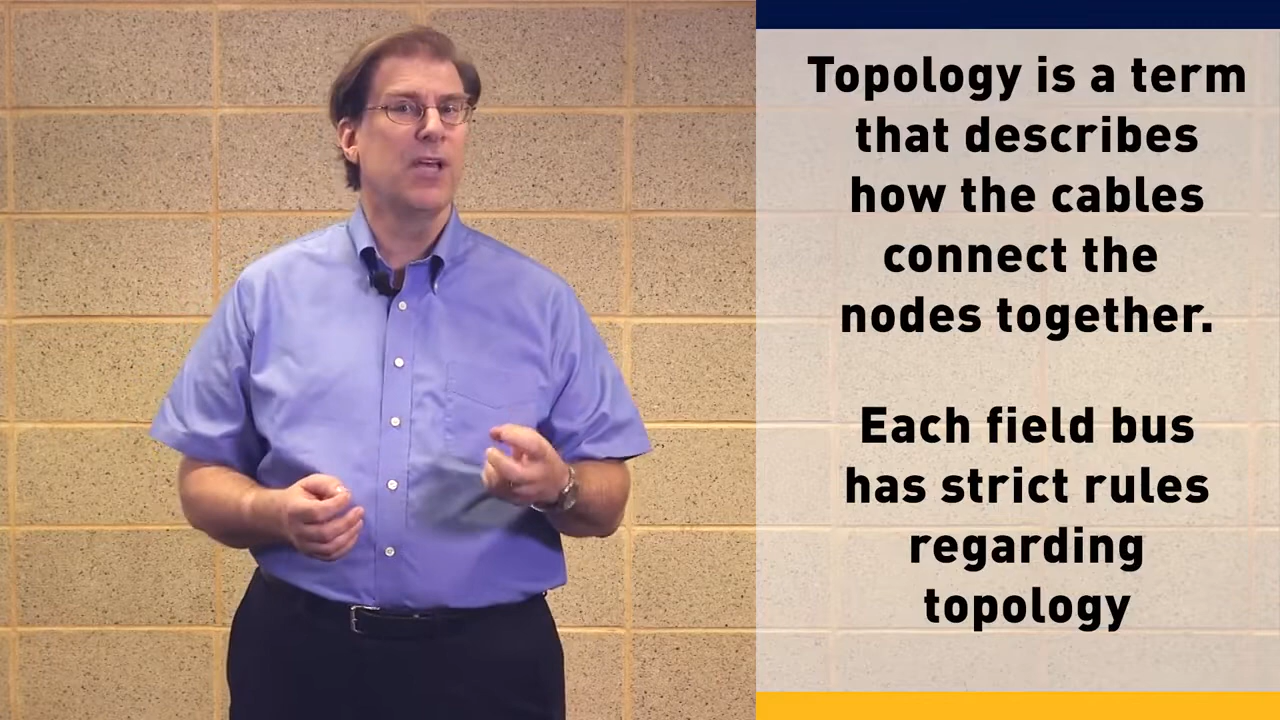 Topology is a term
that describes
how the cables
connect the
nodes together.
Each field bus
has strict rules
regarding
topology